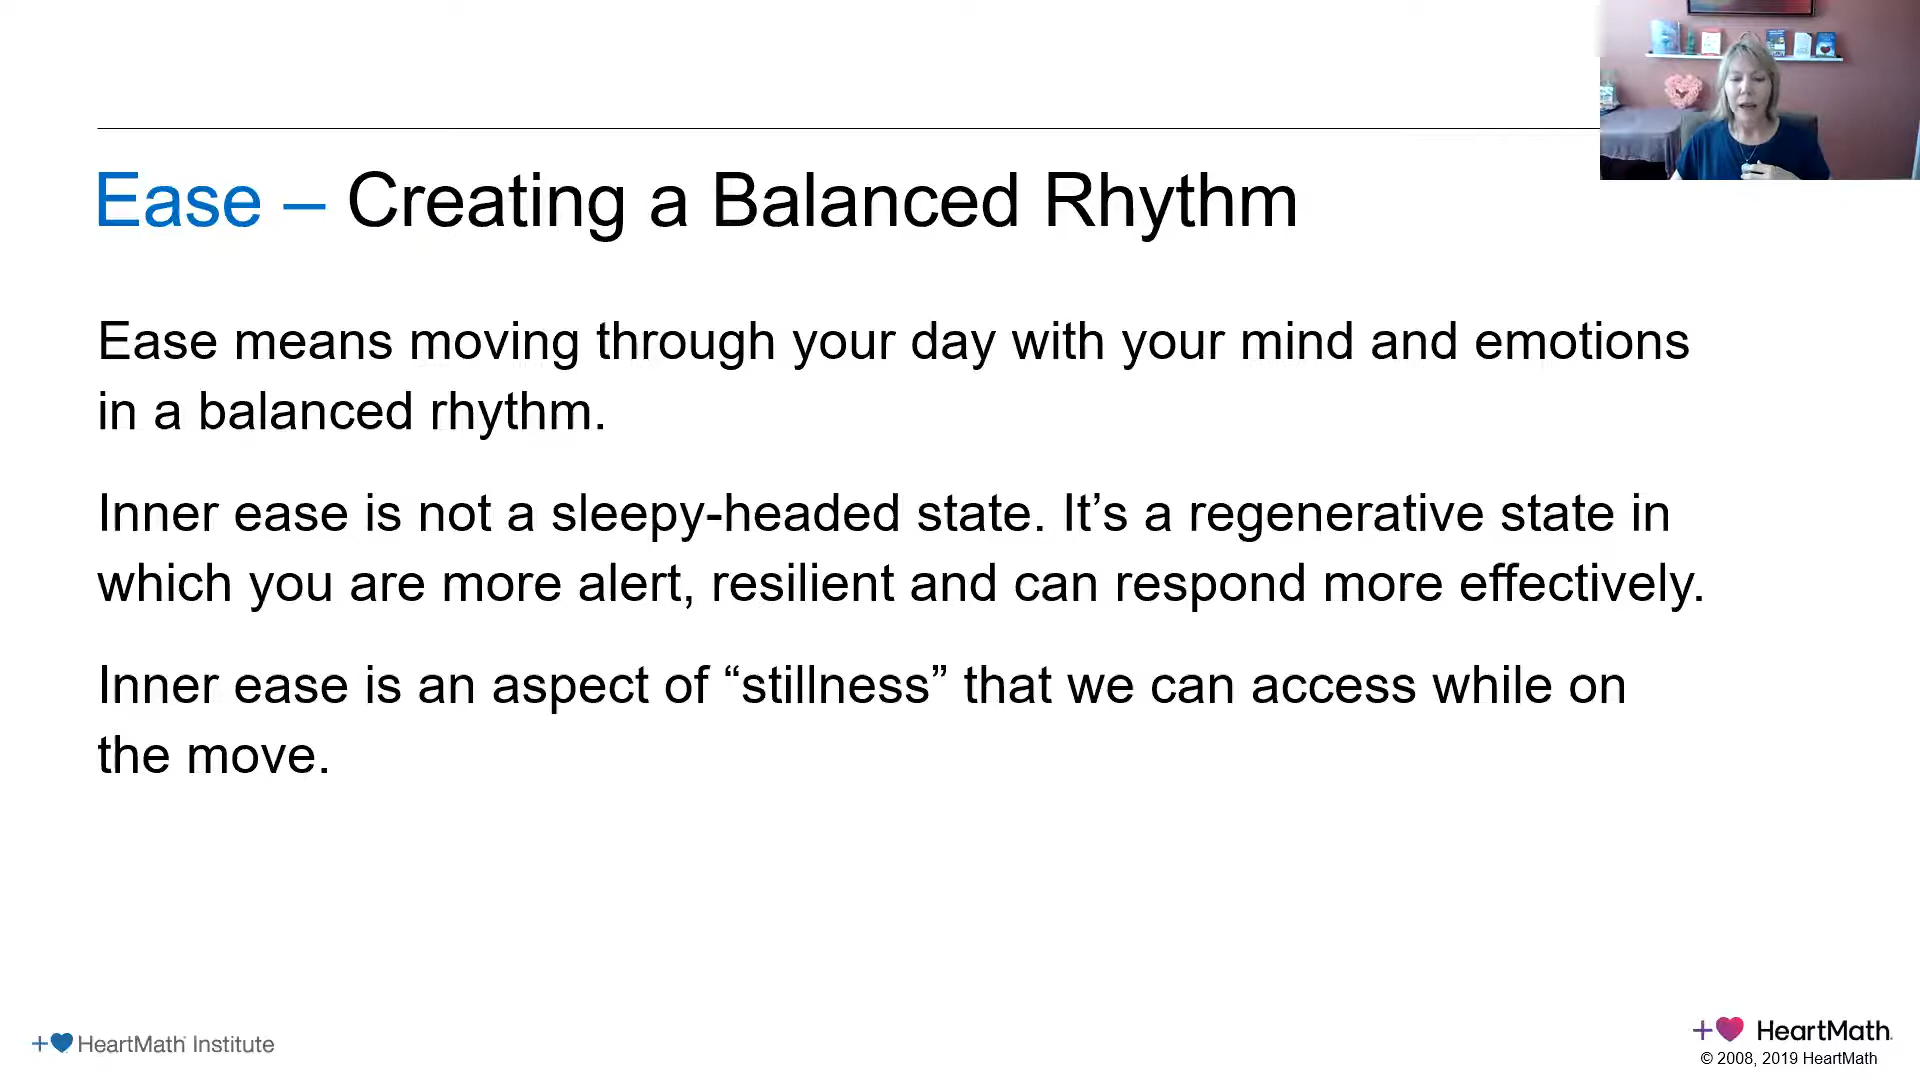 Ease – Creating a Balanced Rhythm
Ease means moving through your day with your mind and emotions
in a balanced rhythm.
Inner ease is not a sleepy-headed state. It’s a regenerative state in
which you are more alert, resilient and can respond more effectively.
Inner ease is an aspect of “stillness” that we can access while on
the move.
HeartMath Institute
HeartMath
© 2008, 2019 HeartMath